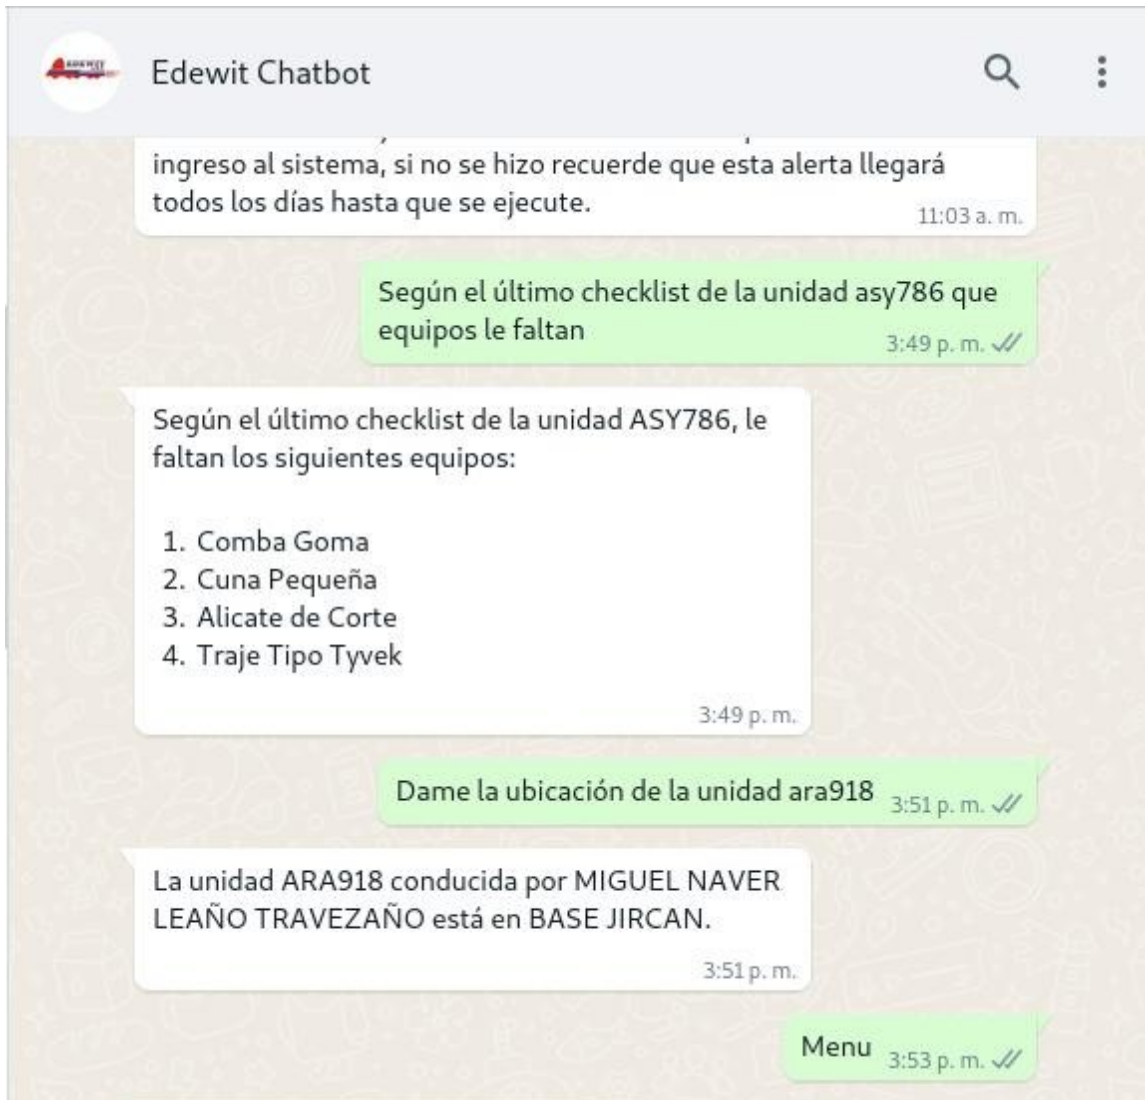 Edewit Chatbot
ingreso al sistema, si no se hizo recuerde que esta alerta llegará
todos los días hasta que se ejecute.
11:03 a. m.
Según el último checklist de la unidad asy786 que
equipos le faltan
3:49 p. m.
Según el último checklist de la unidad ASY786, le
faltan los siguientes equipos:
1. Comba Goma
2. Cuna Pequeña
3. Alicate de Corte
4. Traje Tipo Tyvek
3:49 p. m.
Dame la ubicación de la unidad ara918 3:51 p. m.
La unidad ARA918 conducida por MIGUEL NAVER
LEAÑO TRAVEZAÑO está en BASE JIRCAN.
3:51 p. m.
Menu 3:53 p. m.